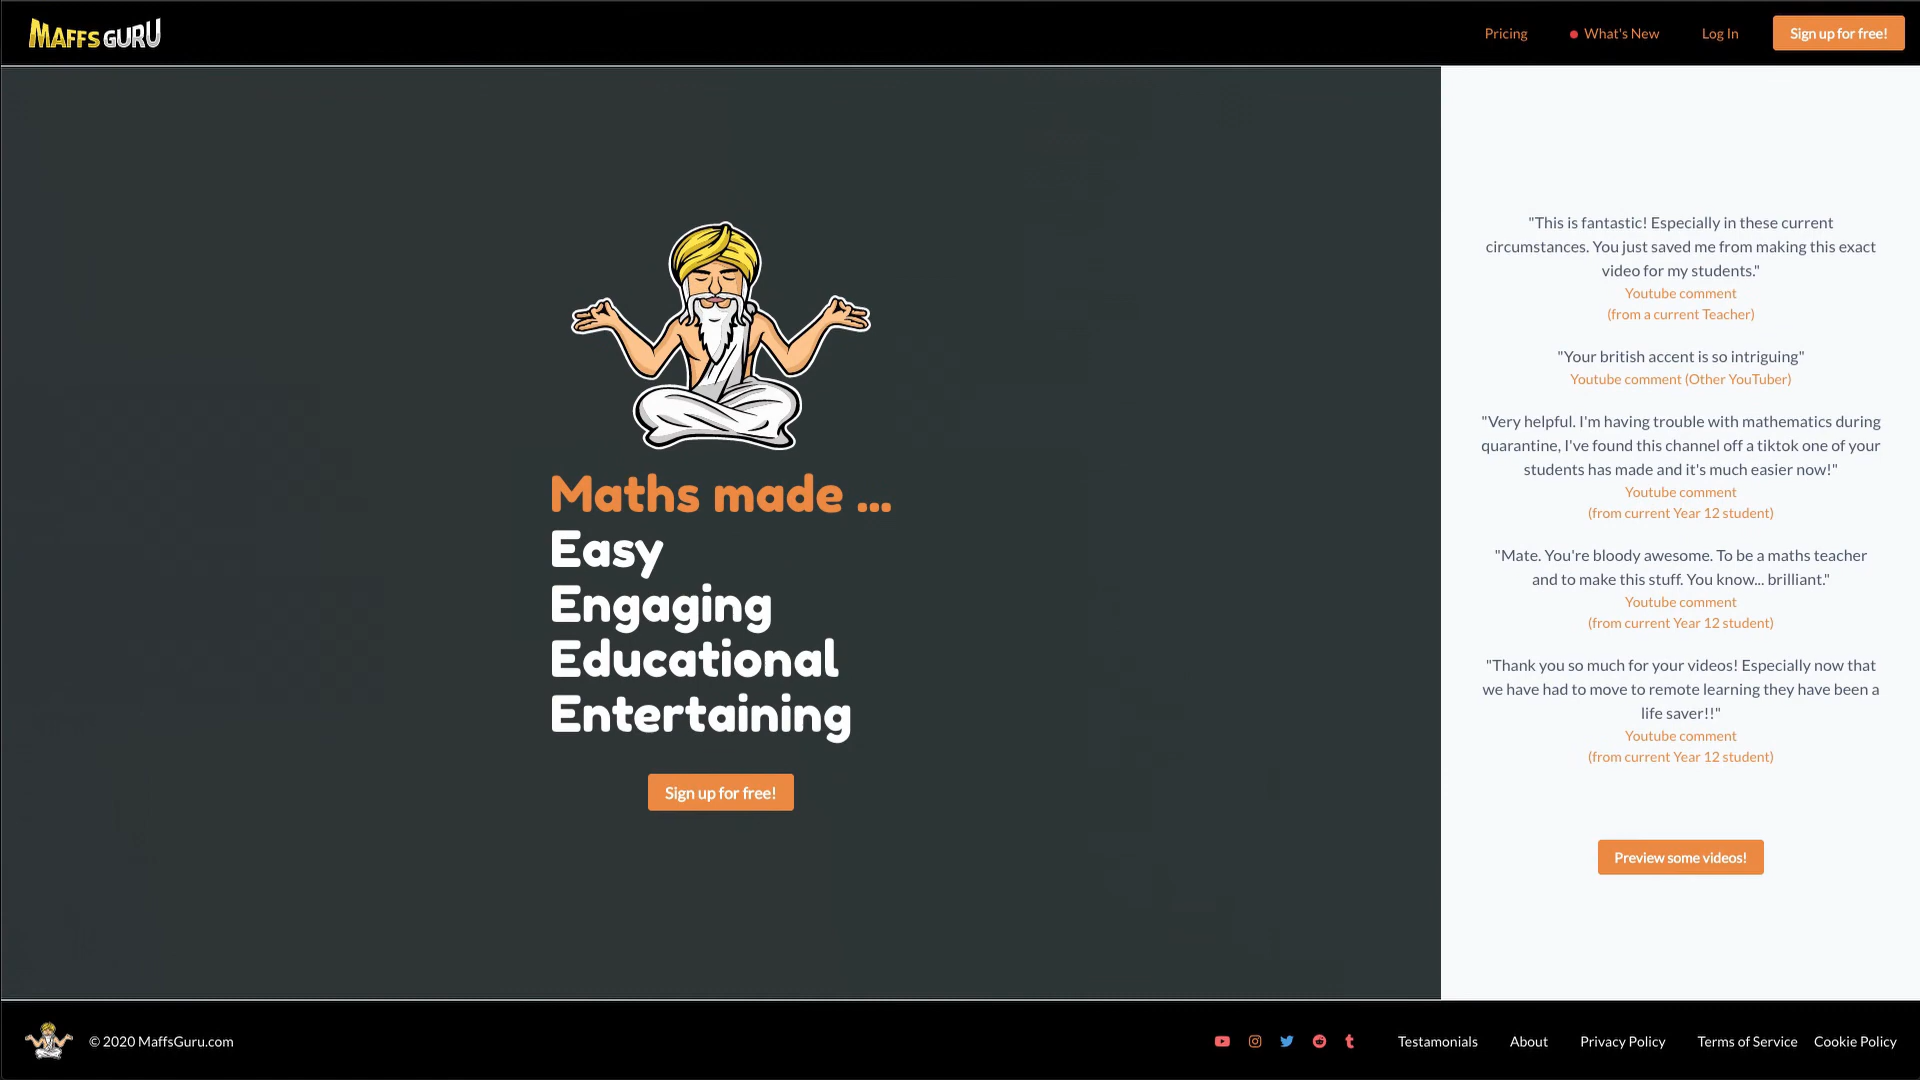 MAFFS GURU
Pricing
What's New
Log In
Sign up for free!
Maths made ...
Easy
Engaging
Educational
Entertaining
Sign up for free!
"This is fantastic! Especially in these current
circumstances. You just saved me from making this exact
video for my students."
Youtube comment
(from a current Teacher)
"Your british accent is so intriguing"
Youtube comment (Other YouTuber)
"Very helpful. I'm having trouble with mathematics during
quarantine, I've found this channel off a tiktok one of your
students has made and it's much easier now!"
Youtube comment
(from current Year 12 student)
"Mate. You're bloody awesome. To be a maths teacher
and to make this stuff. You know... brilliant."
Youtube comment
(from current Year 12 student)
"Thank you so much for your videos! Especially now that
we have had to move to remote learning they have been a
life saver!!"
Youtube comment
(from current Year 12 student)
Preview some videos!
© 2020 MaffsGuru.com
Testamonials
About
Privacy Policy
Terms of Service
Cookie Policy